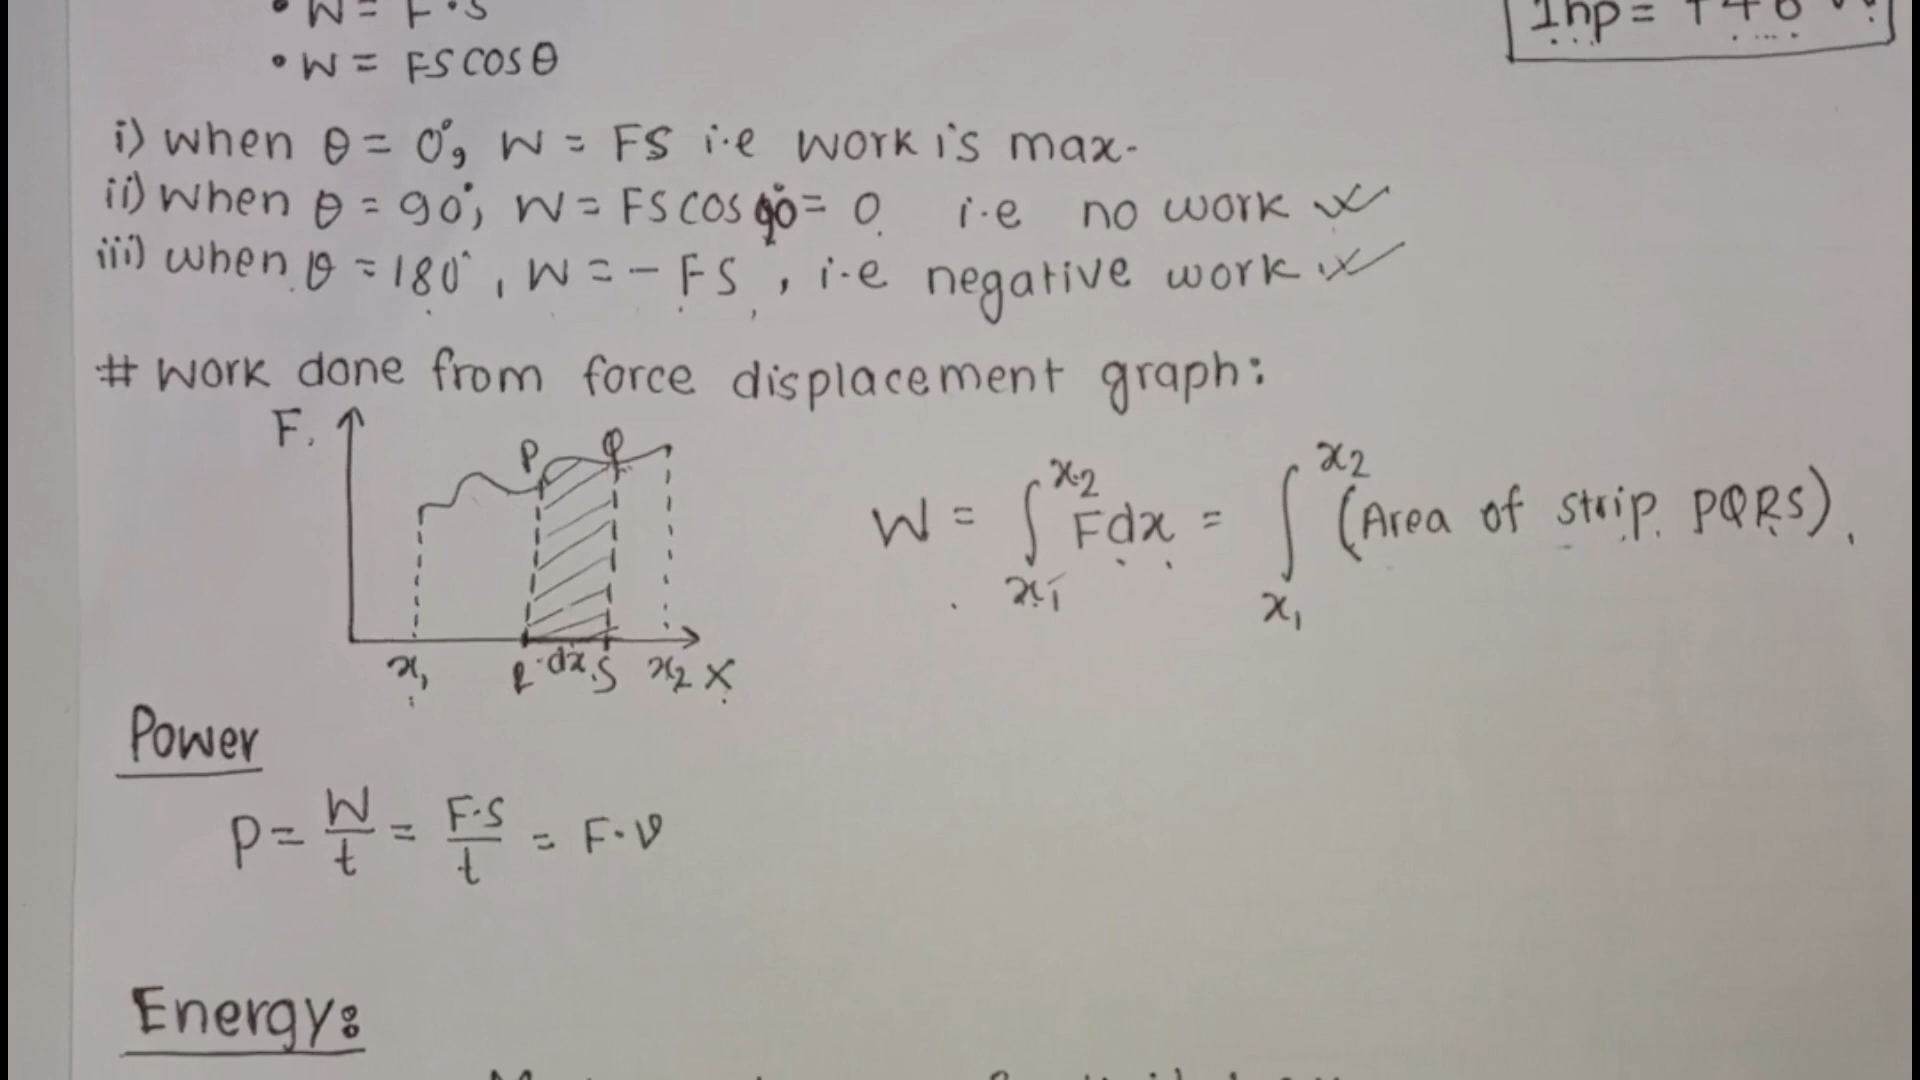 • W = F·S
1hp = 746 W
• W = FS cosθ
i) when θ = 0°, W = FS i.e work is max.
ii) when θ = 90°, W = FS cos 90° = 0 i.e no work
iii) when θ = 180°, W = - FS, i.e negative work
# Work done from force displacement graph:
F
P Q
W = ∫ x₁ x₂ F dx = ∫ x₁ x₂ (Area of strip PQRS).
x₁ R dx S x₂ X
Power
P = W/t = F·S/t = F·v
Energy: